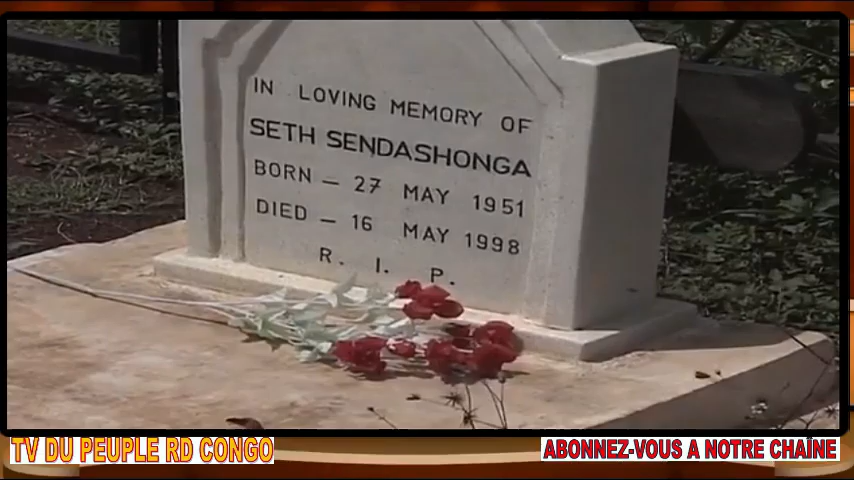 IN LOVING MEMORY OF
SETH SENDASHONGA
BORN – 27 MAY 1951
DIED – 16 MAY 1998
R. I. P.
TV DU PEUPLE RD CONGO
ABONNEZ-VOUS A NOTRE CHAÎNE